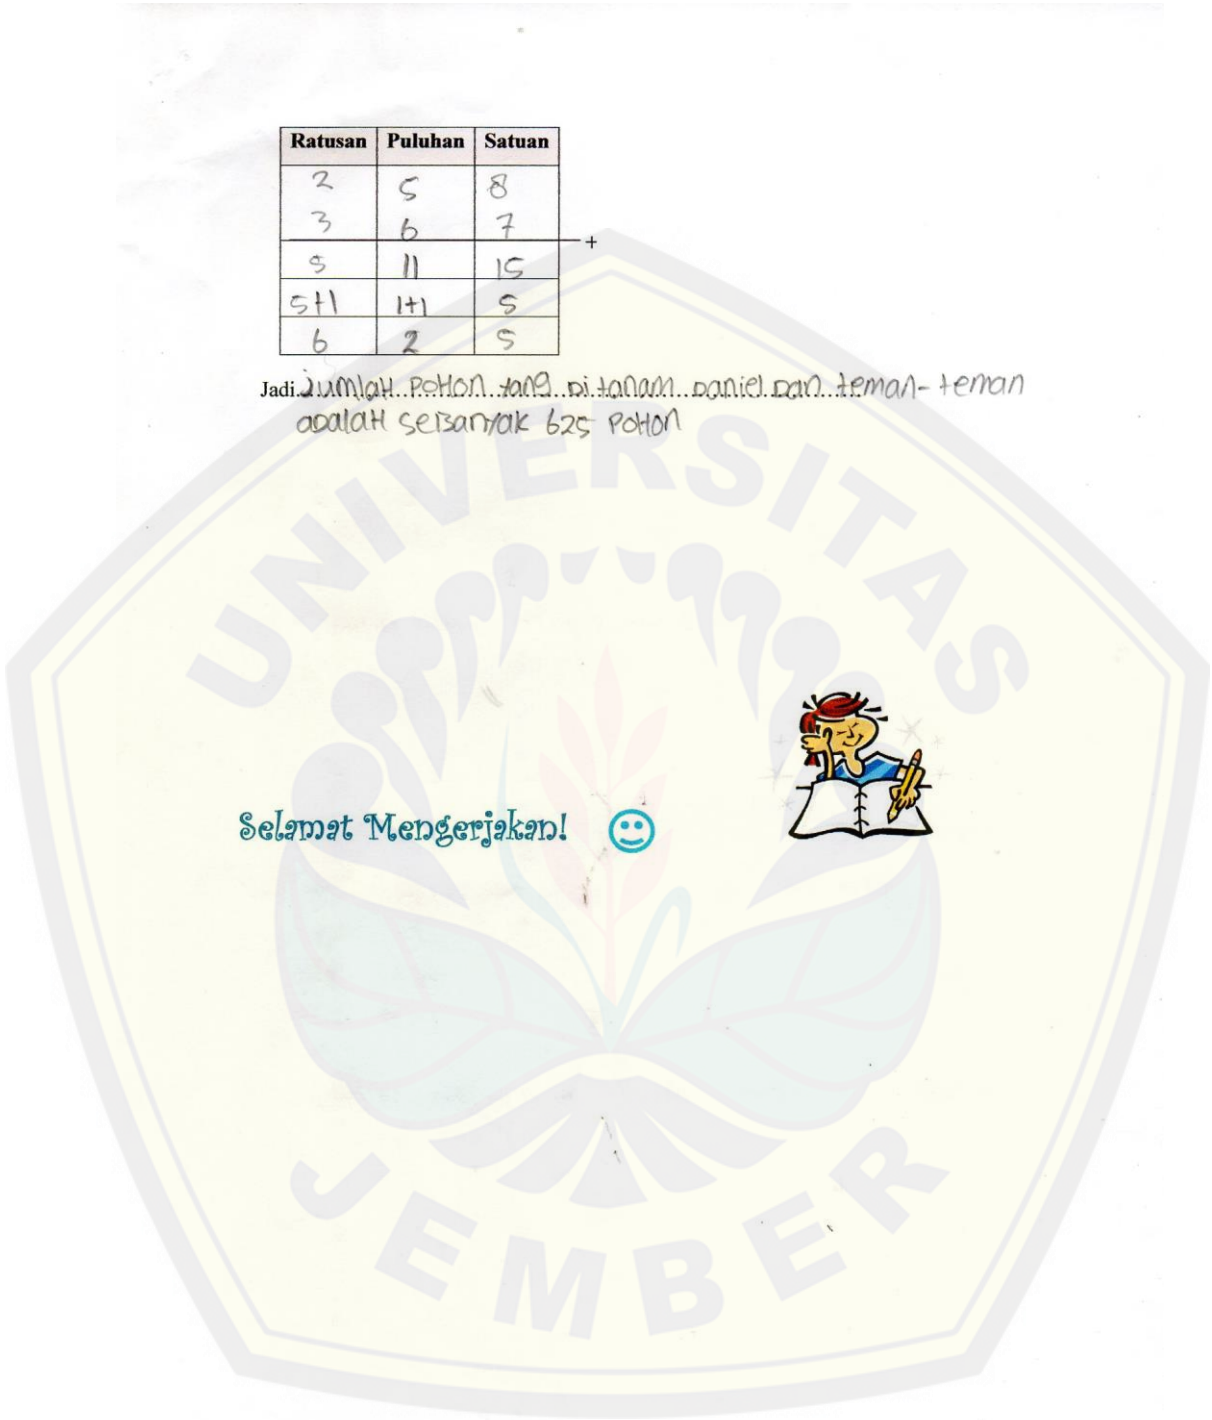 Ratusan Puluhan Satuan
2 5 8
3 6 7
+
5 11 15
5+1 1+1 5
6 2 5
Jadi. Jumlah POHON yang Di tanam Daniel Dan teman-teman
aDalaH seBanyak 625 POHON
UNIVERSITAS
Selamat Mengerjakan!
JEMBER